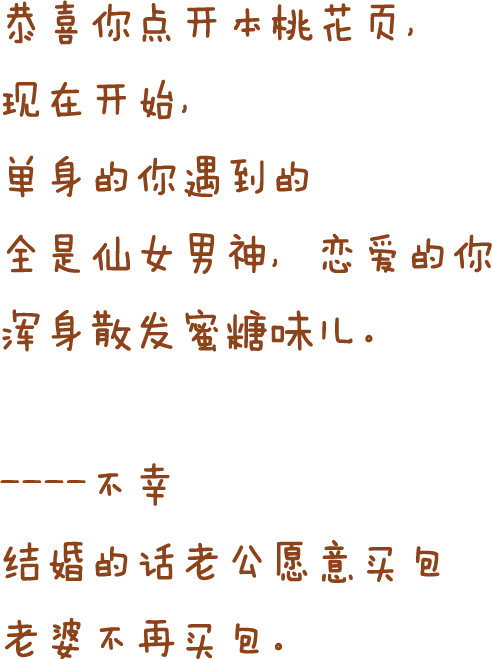 恭喜你点开本桃花页,
现在开始,
单身的你遇到的
全是仙女男神, 恋爱的你
浑身散发蜜糖味儿。
----不幸
结婚的话老公愿意买包
老婆不再买包。